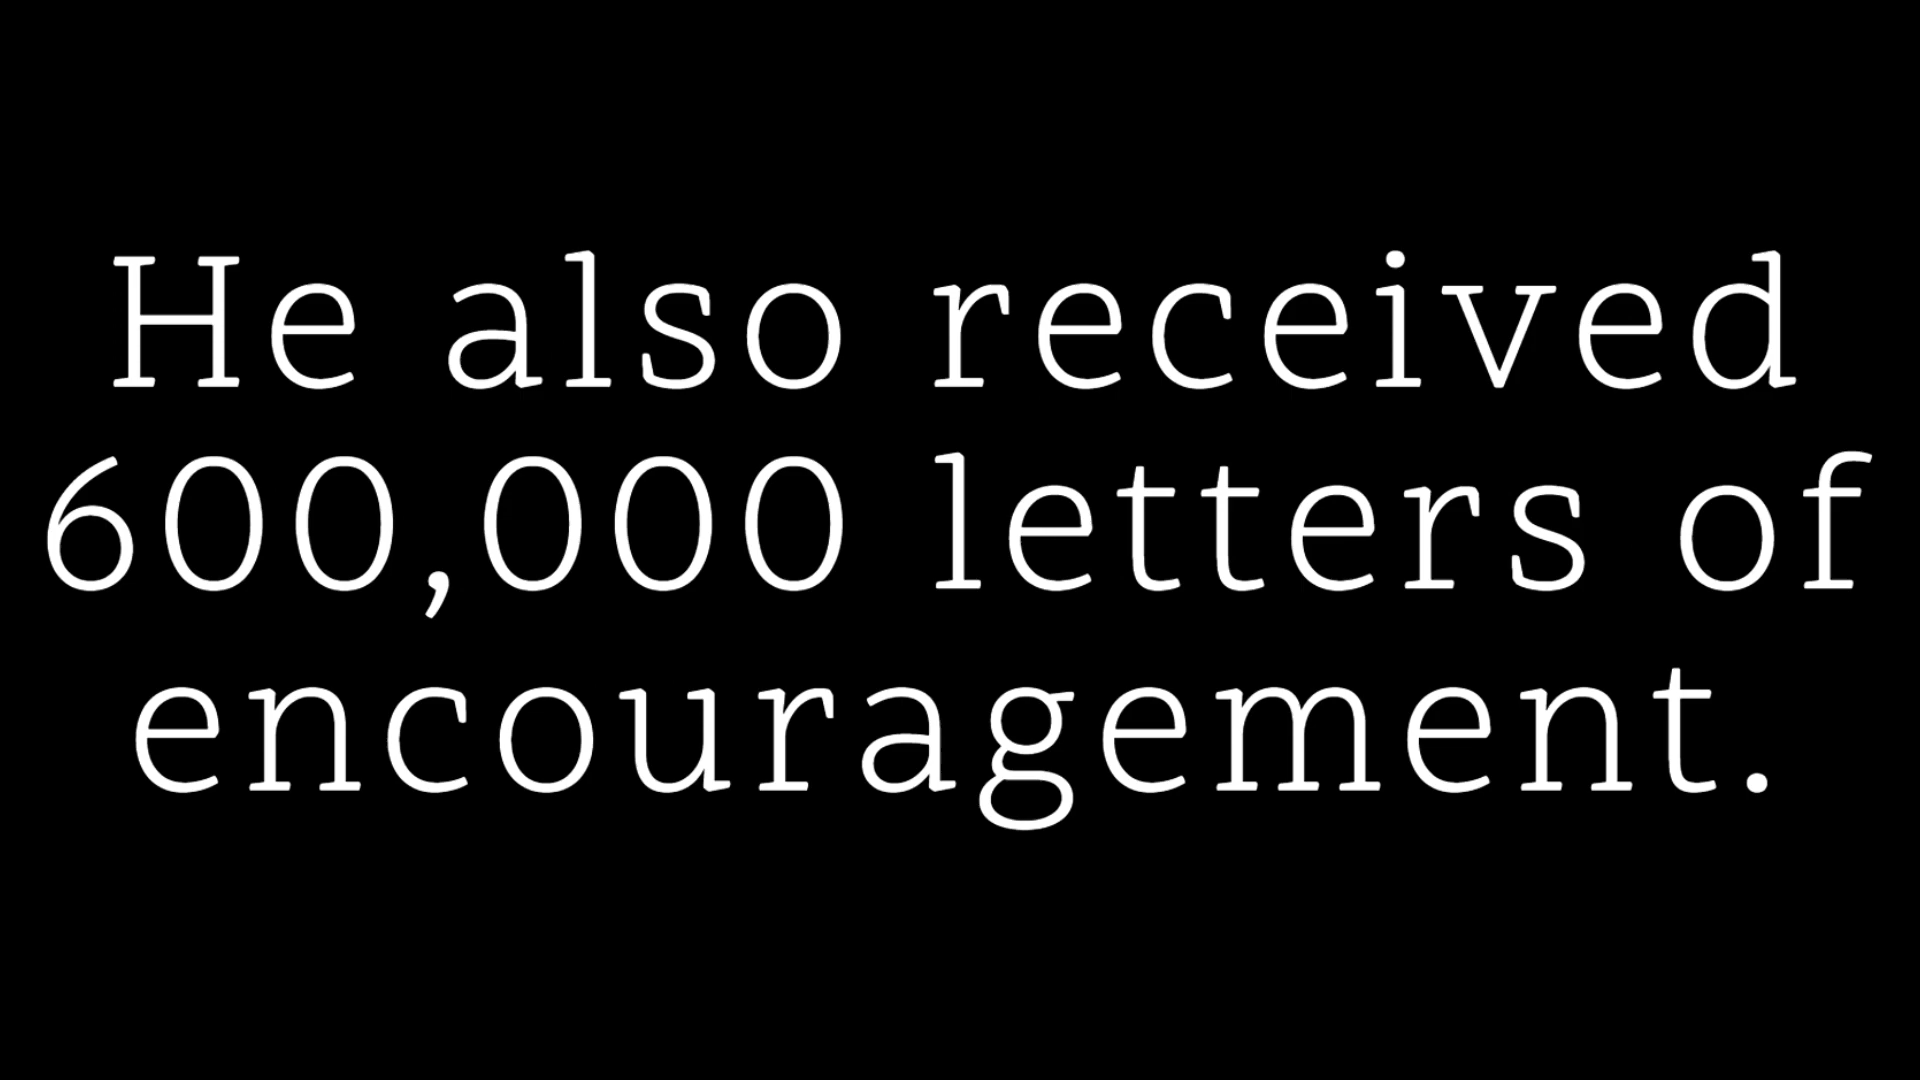 He also received
600,000 letters of
encouragement.